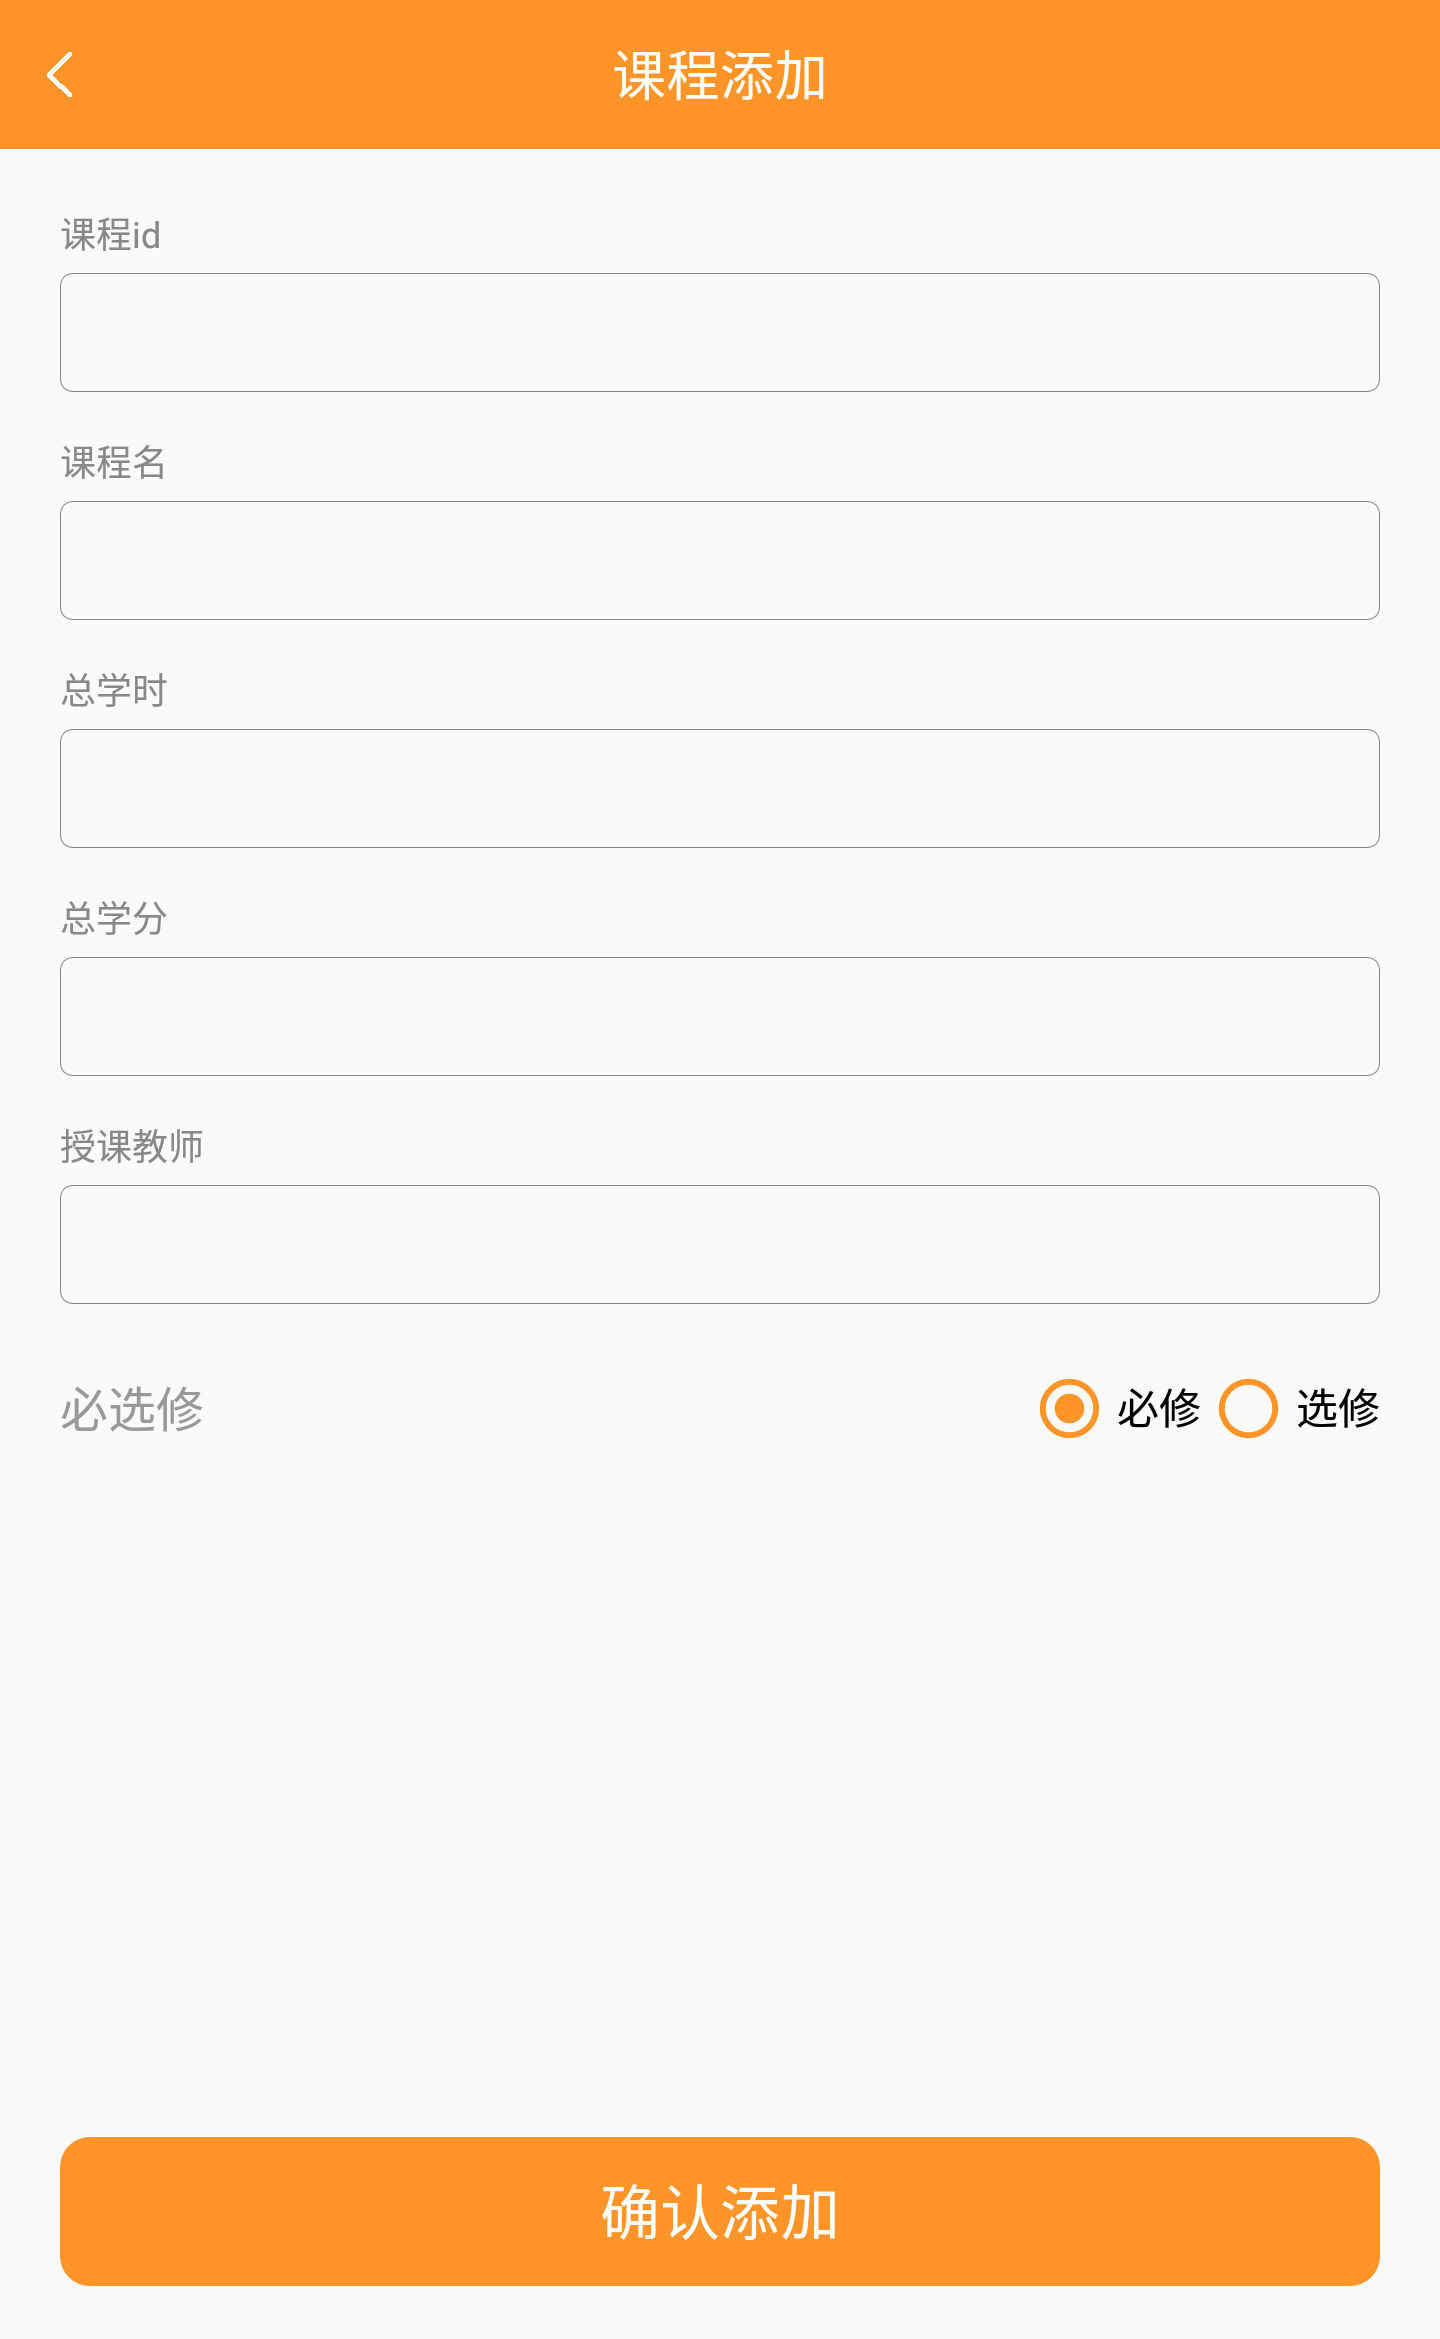 课程添加
课程id
课程名
总学时
总学分
授课教师
必选修 必修 选修
确认添加